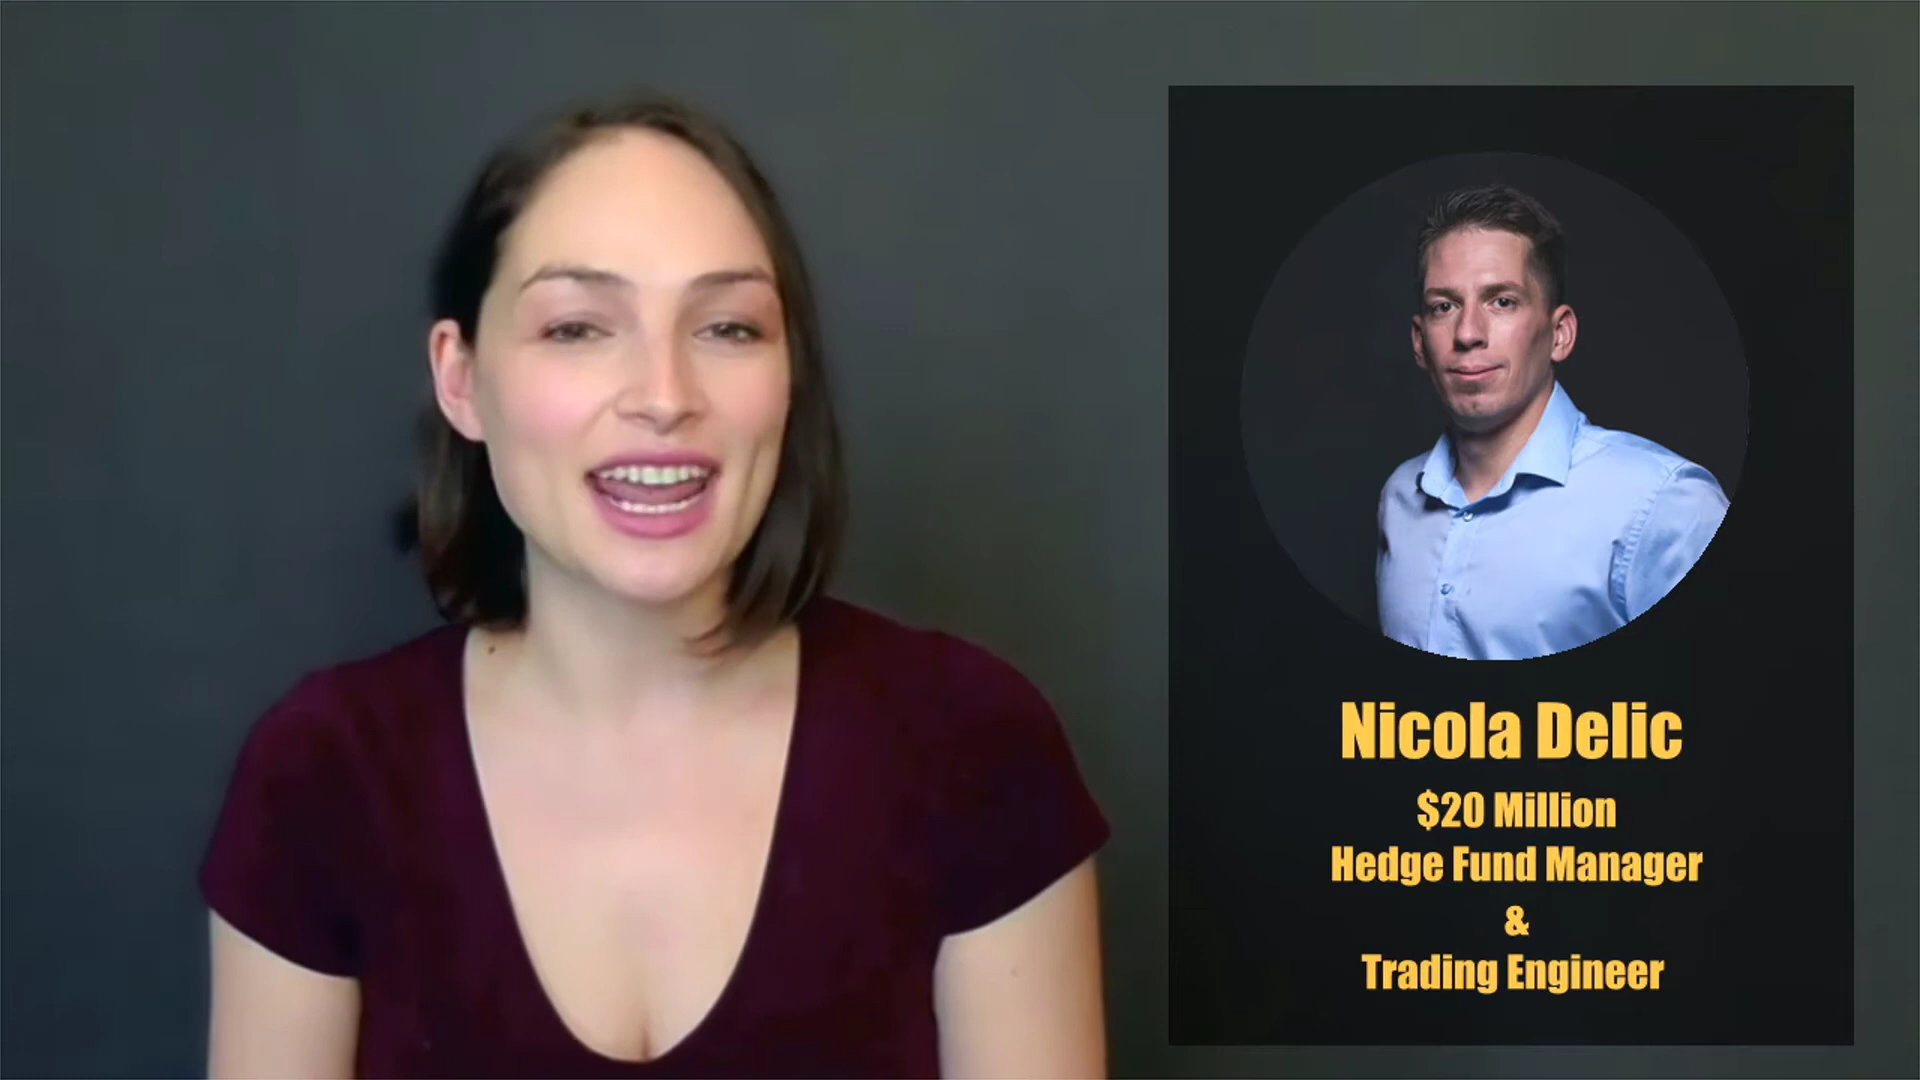 Nicola Delic
$20 Million
Hedge Fund Manager
&
Trading Engineer